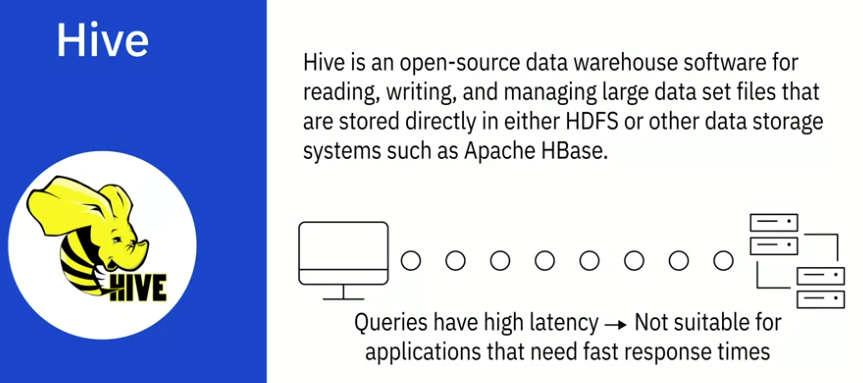 Hive
Hive is an open-source data warehouse software for
reading, writing, and managing large data set files that
are stored directly in either HDFS or other data storage
systems such as Apache HBase.
HIVE
Queries have high latency → Not suitable for
applications that need fast response times